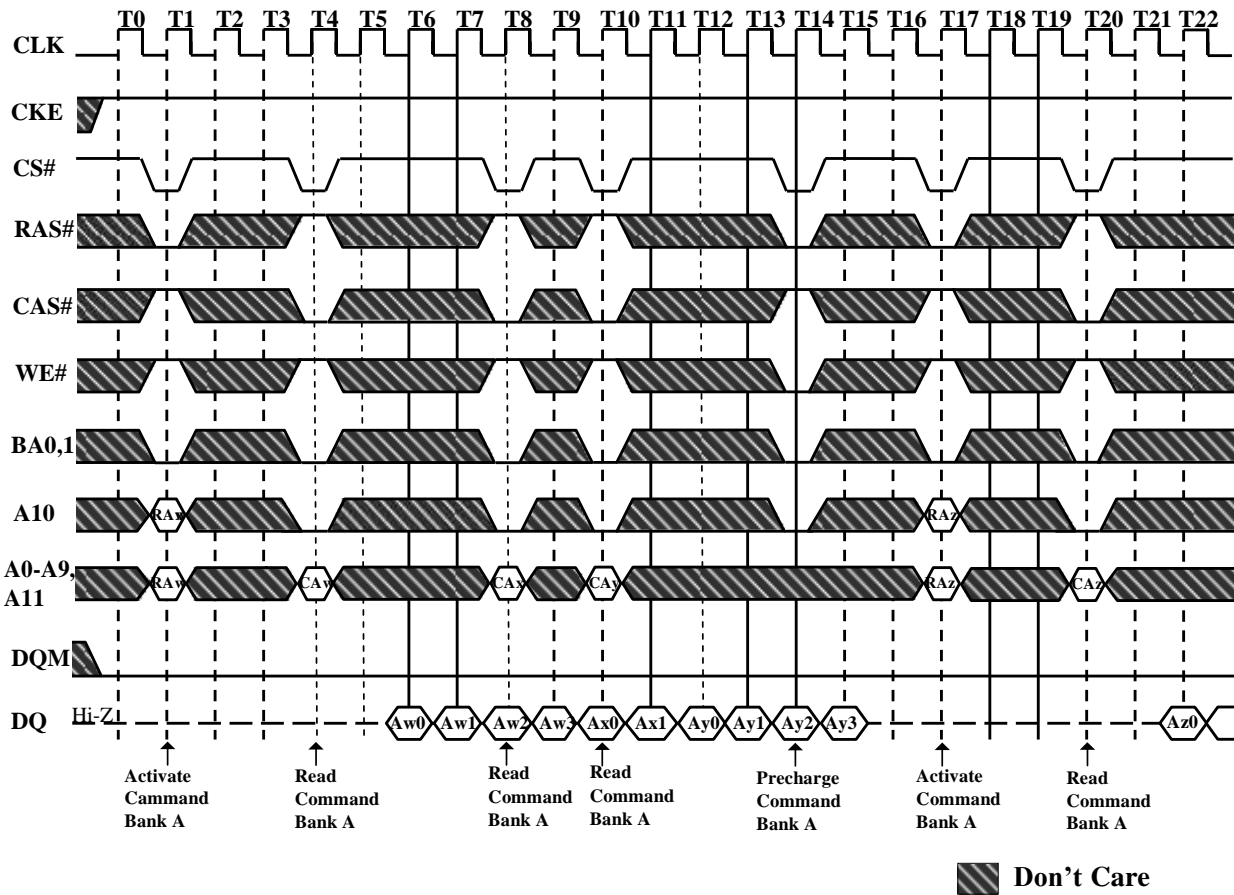 T0 T1 T2 T3 T4 T5 T6 T7 T8 T9 T10 T11 T12 T13 T14 T15 T16 T17 T18 T19 T20 T21 T22
CLK
CKE
CS#
RAS#
CAS#
WE#
BA0,1
A10 RAw RAz
A0-A9, RAw CAw CAx CAy RAz CAz
A11
DQM
DQ Hi-Z Aw0 Aw1 Aw2 Aw3 Ax0 Ax1 Ay0 Ay1 Ay2 Ay3 Az0
Activate Read Read Read Precharge Activate Read
Cammand Command Command Command Command Command Command
Bank A Bank A Bank A Bank A Bank A Bank A Bank A
Don't Care